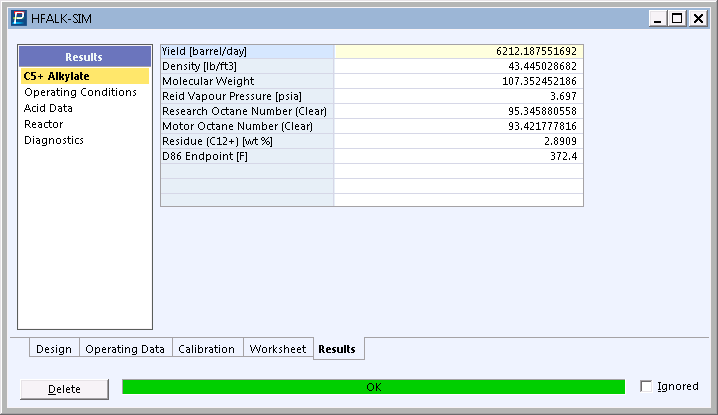 HFALK-SIM
Results
C5+ Alkylate
Operating Conditions
Acid Data
Reactor
Diagnostics
Yield [barrel/day] 6212.187551692
Density [lb/ft3] 43.445028682
Molecular Weight 107.352452186
Reid Vapour Pressure [psia] 3.697
Research Octane Number (Clear) 95.345880558
Motor Octane Number (Clear) 93.421777816
Residue (C12+) [wt %] 2.8909
D86 Endpoint [F] 372.4
Design Operating Data Calibration Worksheet Results
Delete OK Ignored